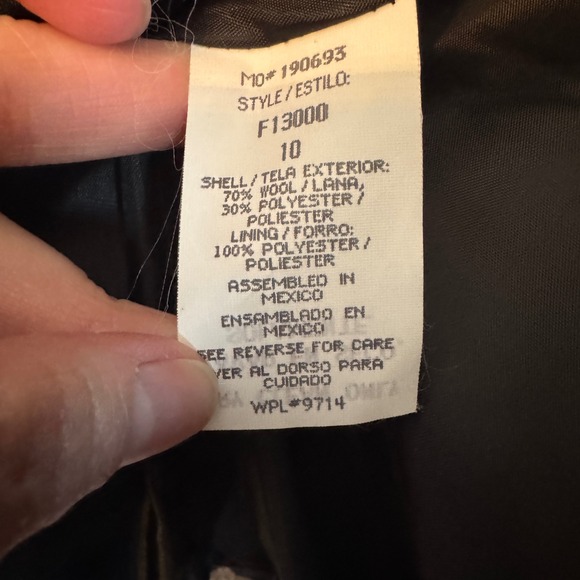 MO# 190693
STYLE/ESTILO:
F13000
10
SHELL/TELA EXTERIOR:
70% WOOL/LANA,
30% POLYESTER/
POLIESTER
LINING/FORRO:
100% POLYESTER/
POLIESTER
ASSEMBLED IN
MEXICO
ENSAMBLADO EN
MEXICO
SEE REVERSE FOR CARE
VER AL DORSO PARA
CUIDADO
WPL#9714